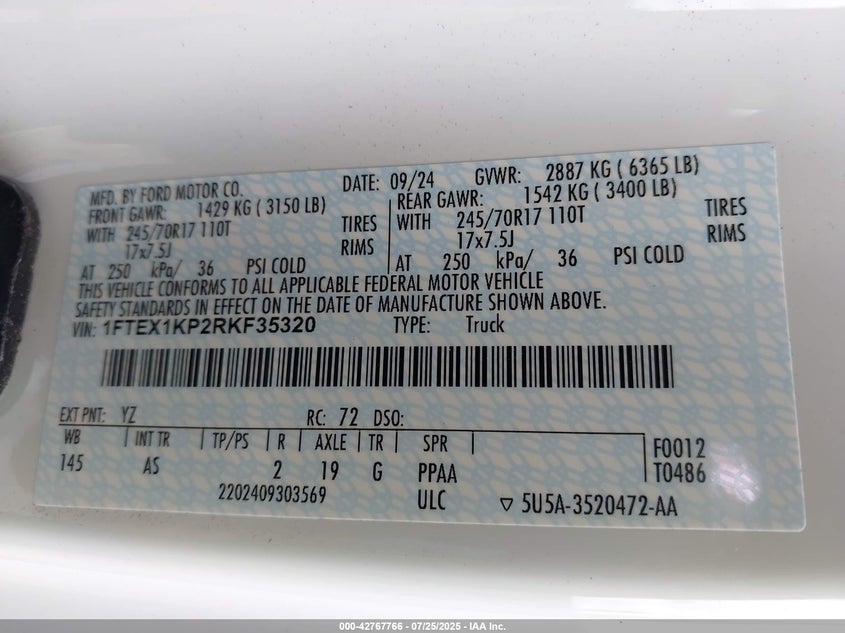 MFD. BY FORD MOTOR CO. DATE: 09/24 GVWR: 2887 KG ( 6365 LB)
FRONT GAWR: 1429 KG ( 3150 LB) REAR GAWR: 1542 KG ( 3400 LB)
WITH 245/70R17 110T TIRES WITH 245/70R17 110T TIRES
17x7.5J RIMS 17x7.5J RIMS
AT 250 kPa/ 36 PSI COLD AT 250 kPa/ 36 PSI COLD
THIS VEHICLE CONFORMS TO ALL APPLICABLE FEDERAL MOTOR VEHICLE
SAFETY STANDARDS IN EFFECT ON THE DATE OF MANUFACTURE SHOWN ABOVE.
VIN: 1FTEX1KP2RKF35320 TYPE: Truck
EXT PNT: YZ RC: 72 DSO:
WB INT TR TP/PS R AXLE TR SPR F0012
145 AS 2 19 G PPAA T0486
2202409303569 ULC ▽ 5U5A-3520472-AA
000-42767766 - 07/25/2025 - IAA Inc.